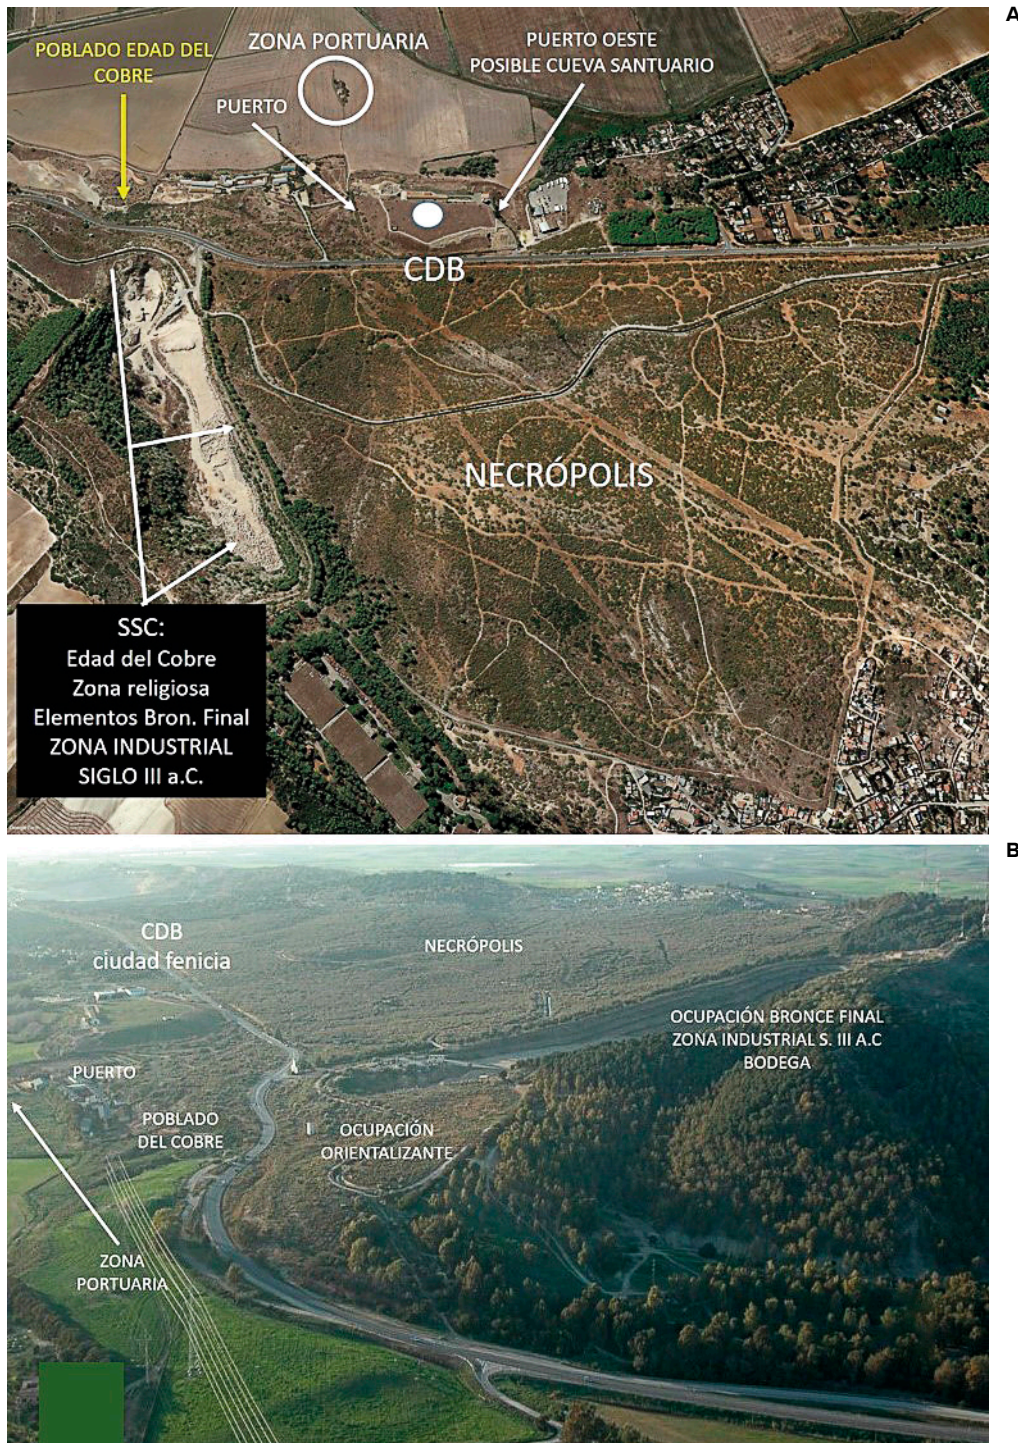 A
POBLADO EDAD DEL
COBRE
ZONA PORTUARIA
PUERTO
PUERTO OESTE
POSIBLE CUEVA SANTUARIO
CDB
NECRÓPOLIS
SSC:
Edad del Cobre
Zona religiosa
Elementos Bron. Final
ZONA INDUSTRIAL
SIGLO III a.C.
B
CDB
ciudad fenicia
NECRÓPOLIS
OCUPACIÓN BRONCE FINAL
ZONA INDUSTRIAL S. III A.C
BODEGA
PUERTO
POBLADO
DEL COBRE
OCUPACIÓN
ORIENTALIZANTE
ZONA
PORTUARIA